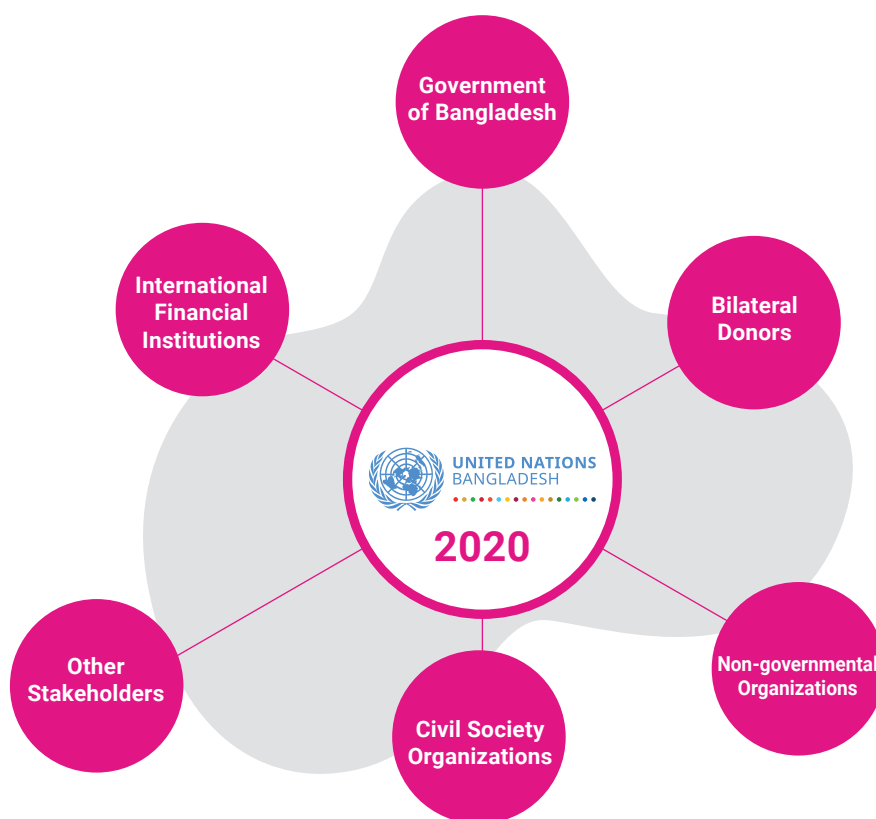 Government
of Bangladesh
International
Financial
Institutions
Bilateral
Donors
UNITED NATIONS
BANGLADESH
2020
Other
Stakeholders
Non-governmental
Organizations
Civil Society
Organizations